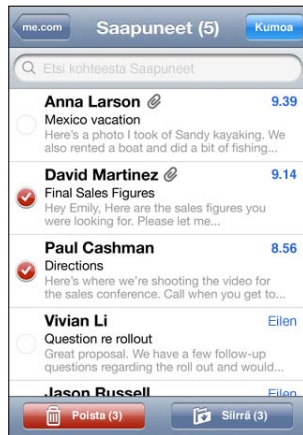 me.com
Saapuneet (5)
Kumoa
Etsi kohteesta Saapuneet
Anna Larson 9.39
Mexico vacation
Here's a photo I took of Sandy kayaking. We
also rented a boat and did a bit of fishing...
David Martinez 9.14
Final Sales Figures
Hey Emily, Here are the sales figures you
were looking for. Please let me...
Paul Cashman 8.56
Directions
Here's where we're shooting the video for
the sales conference. Call when you get to...
Vivian Li Eilen
Question re rollout
Great proposal. We have a few follow-up
questions regarding the roll out and would...
Jason Russell Eilen
Poista (3)
Siirrä (3)